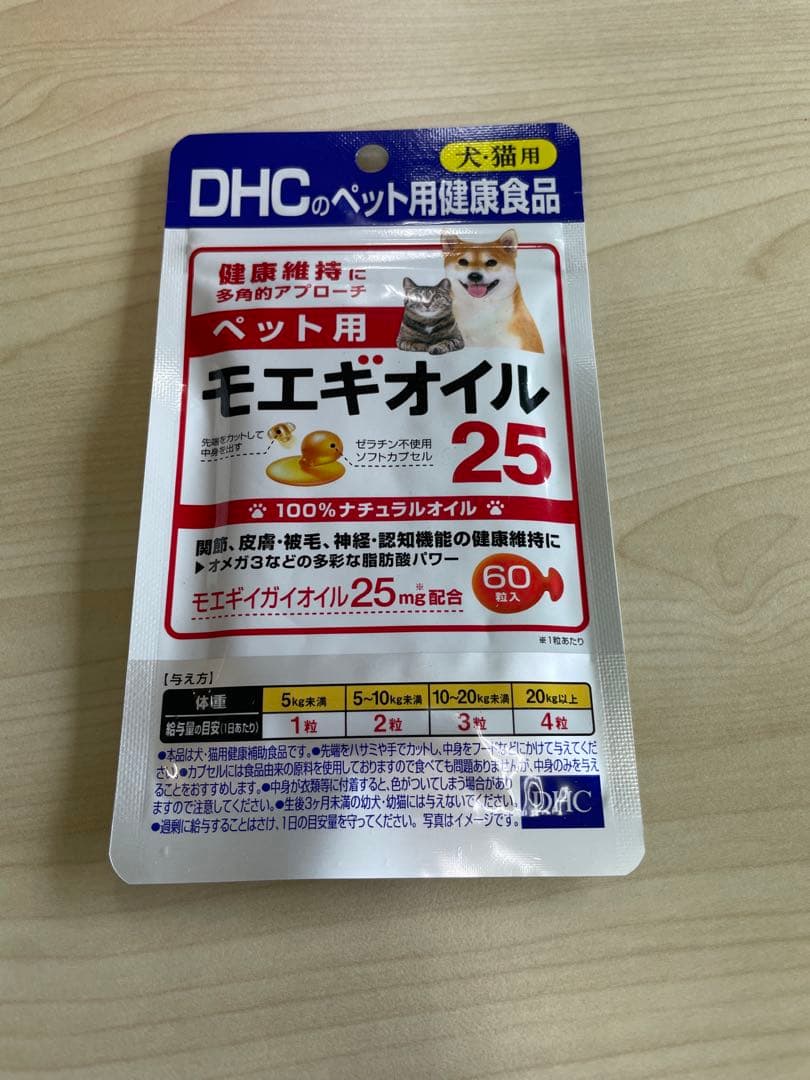 犬・猫用
DHCのペット用健康食品
健康維持に
多角的アプローチ
ペット用
モエギオイル
25
先端をカットして
中身を出す
ゼラチン不使用
ソフトカプセル
100%ナチュラルオイル
関節、皮膚・被毛、神経・認知機能の健康維持に
▶オメガ3などの多彩な脂肪酸パワー
モエギイガイオイル25mg※配合
60
粒入
※1粒あたり
【与え方】
体重 5kg未満 5~10kg未満 10~20kg未満 20kg以上
給与量の目安(1日あたり) 1粒 2粒 3粒 4粒
●本品は犬・猫用健康補助食品です。●先端をハサミや手でカットし、中身をフードなどにかけて与えてくだ
さい。●カプセルには食品由来の原料を使用しておりますので食べても問題ありませんが、中身のみを与え
ることをおすすめします。●中身が衣類等に付着すると、色がついてしまう場合があり
ますので注意してください。●生後3ヶ月未満の幼犬・幼猫には与えないでください。
●過剰に給与することはさけ、1日の目安量を守ってください。写真はイメージです。
DHC